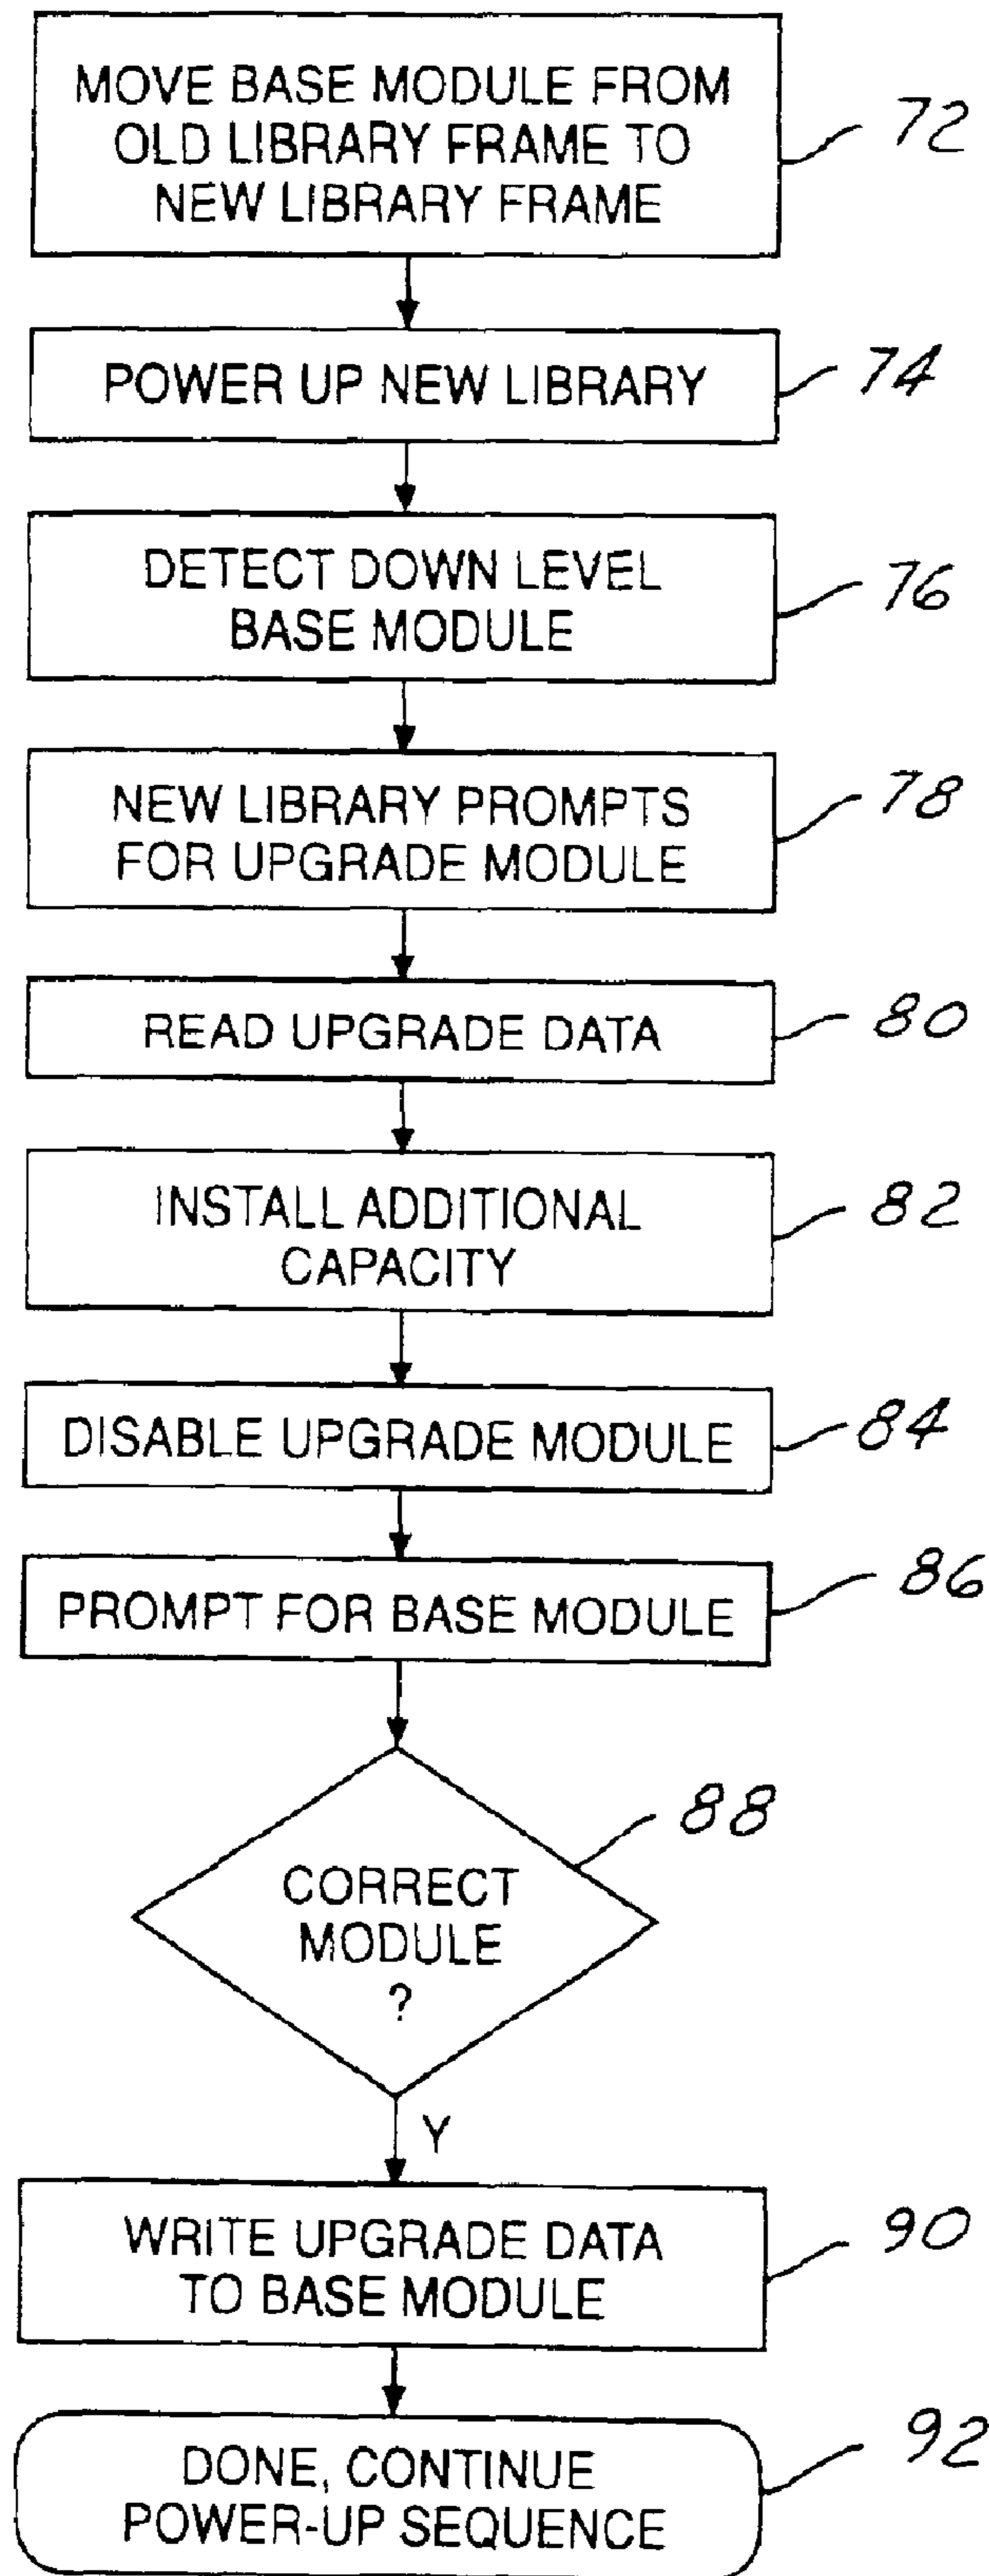 MOVE BASE MODULE FROM
OLD LIBRARY FRAME TO
NEW LIBRARY FRAME
72
POWER UP NEW LIBRARY
74
DETECT DOWN LEVEL
BASE MODULE
76
NEW LIBRARY PROMPTS
FOR UPGRADE MODULE
78
READ UPGRADE DATA
80
INSTALL ADDITIONAL
CAPACITY
82
DISABLE UPGRADE MODULE
84
PROMPT FOR BASE MODULE
86
CORRECT
MODULE
?
88
Y
WRITE UPGRADE DATA
TO BASE MODULE
90
DONE, CONTINUE
POWER-UP SEQUENCE
92